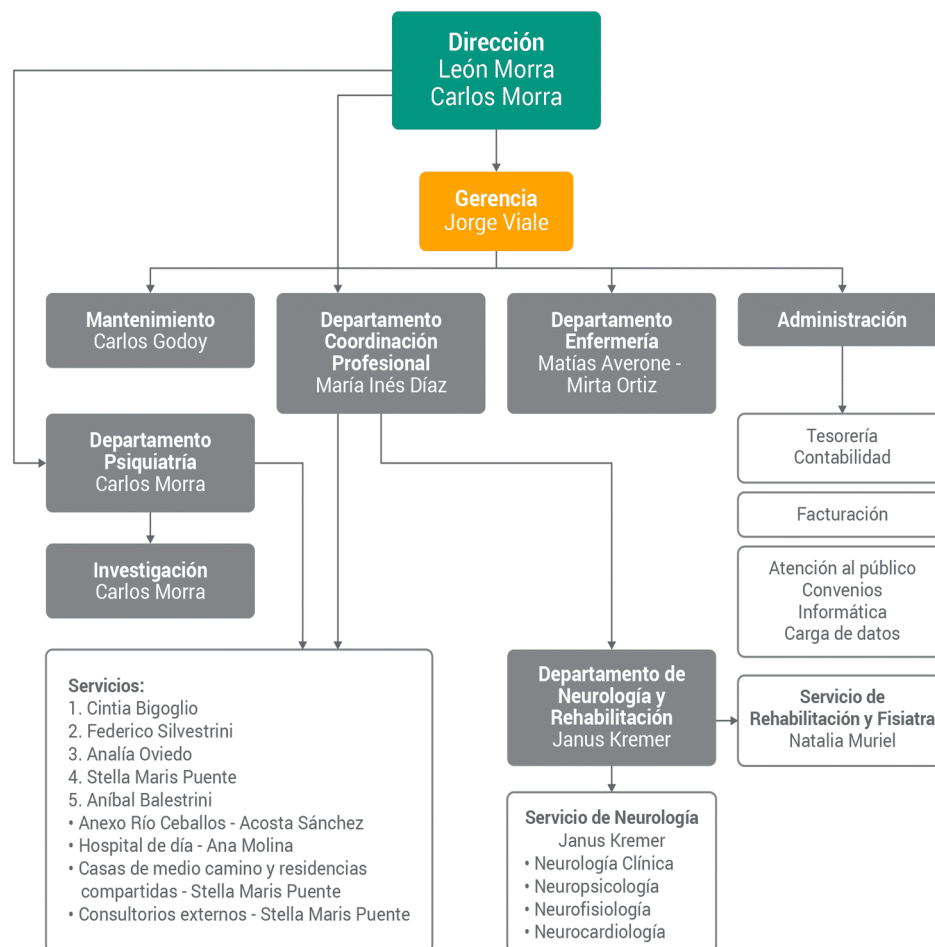 Dirección
León Morra
Carlos Morra
Gerencia
Jorge Viale
Mantenimiento
Carlos Godoy
Departamento
Coordinación
Profesional
María Inés Díaz
Departamento
Enfermería
Matías Averone -
Mirta Ortiz
Administración
Tesorería
Contabilidad
Facturación
Atención al público
Convenios
Informática
Carga de datos
Departamento
Psiquiatría
Carlos Morra
Investigación
Carlos Morra
Servicios:
1. Cintia Bigoglio
2. Federico Silvestrini
3. Analía Oviedo
4. Stella Maris Puente
5. Aníbal Balestrini
• Anexo Río Ceballos - Acosta Sánchez
• Hospital de día - Ana Molina
• Casas de medio camino y residencias
compartidas - Stella Maris Puente
• Consultorios externos - Stella Maris Puente
Departamento de
Neurología y
Rehabilitación
Janus Kremer
Servicio de
Rehabilitación y Fisiatra
Natalia Muriel
Servicio de Neurología
Janus Kremer
• Neurología Clínica
• Neuropsicología
• Neurofisiología
• Neurocardiología